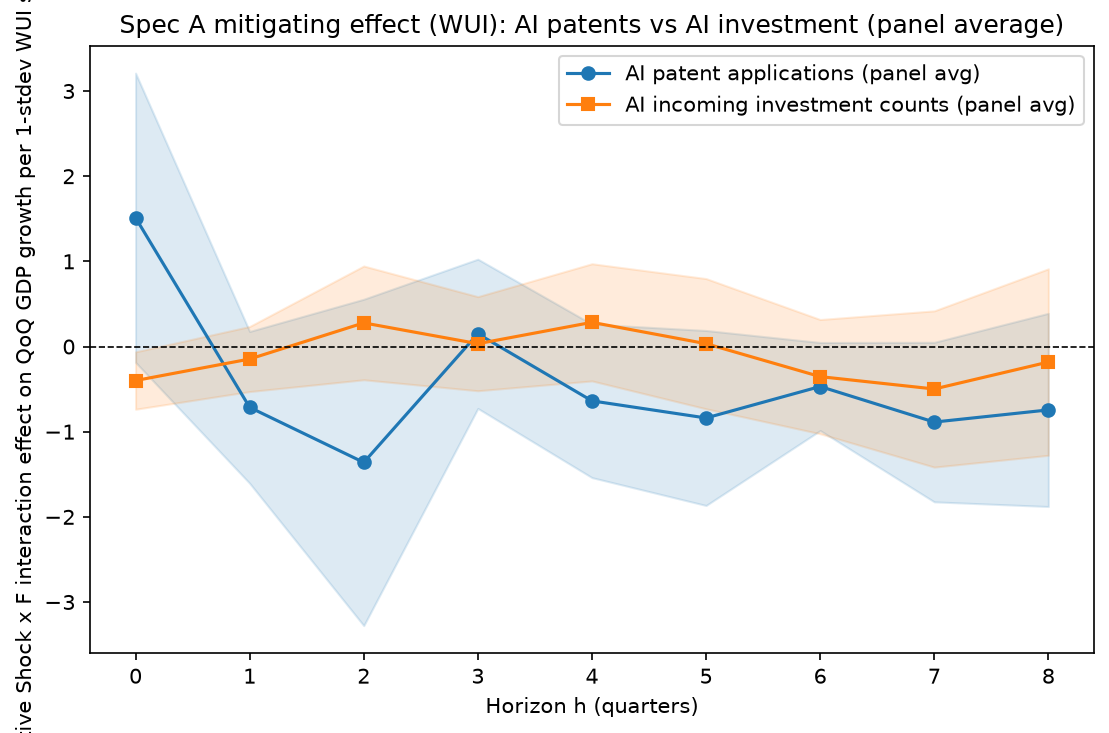 Spec A mitigating effect (WUI): AI patents vs AI investment (panel average)
AI patent applications (panel avg)
AI incoming investment counts (panel avg)
Shock x F interaction effect on QoQ GDP growth per 1-stdev WUI
3
2
1
0
−1
−2
−3
0 1 2 3 4 5 6 7 8
Horizon h (quarters)